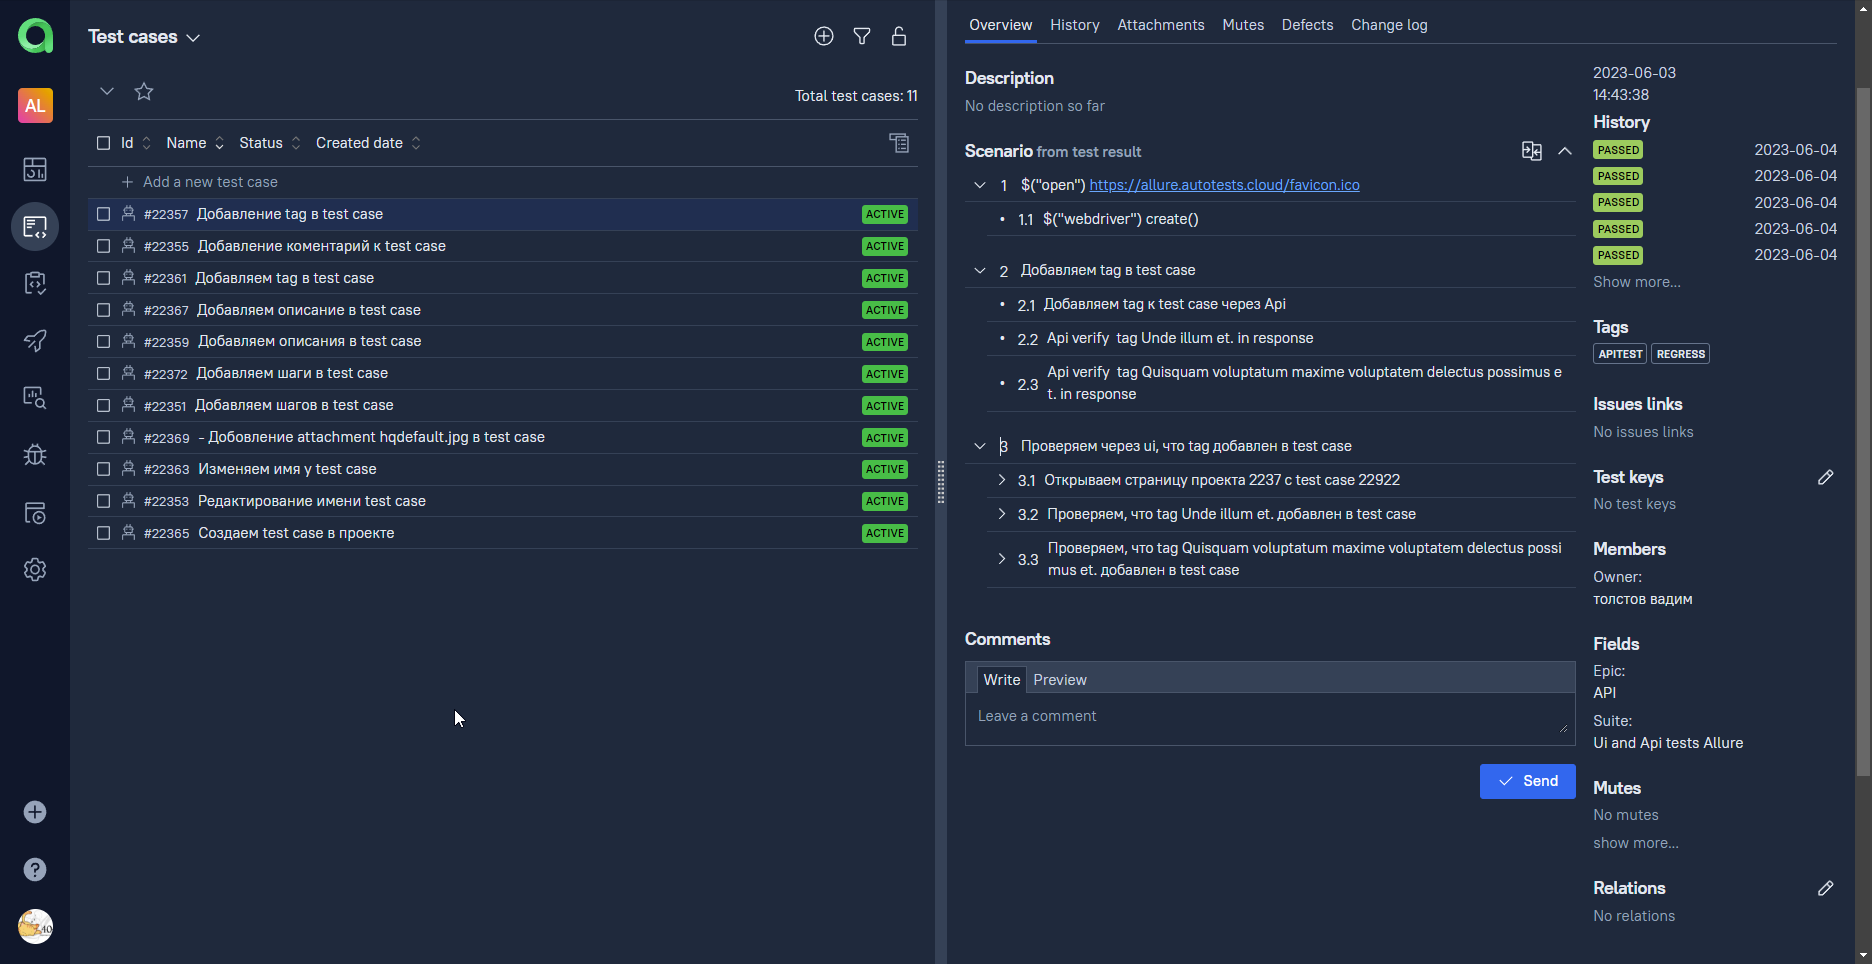 Test cases
AL
Total test cases: 11
Id Name Status Created date
Add a new test case
#22357 Добавление tag в test case ACTIVE
#22355 Добавление коментарий к test case ACTIVE
#22361 Добавляем tag в test case ACTIVE
#22367 Добавляем описание в test case ACTIVE
#22359 Добавляем описания в test case ACTIVE
#22372 Добавляем шаги в test case ACTIVE
#22351 Добавляем шагов в test case ACTIVE
#22369 - Добовление attachment hqdefault.jpg в test case ACTIVE
#22363 Изменяем имя у test case ACTIVE
#22353 Редактирование имени test case ACTIVE
#22365 Создаем test case в проекте ACTIVE
Overview History Attachments Mutes Defects Change log
Description
No description so far
Scenario from test result
1 $("open") https://allure.autotests.cloud/favicon.ico
• 1.1 $("webdriver") create()
2 Добавляем tag в test case
• 2.1 Добавляем tag к test case через Api
• 2.2 Api verify tag Unde illum et. in response
• 2.3 Api verify tag Quisquam voluptatum maxime voluptatem delectus possimus e
t. in response
3 Проверяем через ui, что tag добавлен в test case
3.1 Открываем страницу проекта 2237 с test case 22922
3.2 Проверяем, что tag Unde illum et. добавлен в test case
3.3 Проверяем, что tag Quisquam voluptatum maxime voluptatem delectus possi
mus et. добавлен в test case
Comments
Write Preview
Leave a comment
Send
2023-06-03
14:43:38
History
PASSED 2023-06-04
PASSED 2023-06-04
PASSED 2023-06-04
PASSED 2023-06-04
PASSED 2023-06-04
Show more...
Tags
APITEST REGRESS
Issues links
No issues links
Test keys
No test keys
Members
Owner:
толстов вадим
Fields
Epic:
API
Suite:
Ui and Api tests Allure
Mutes
No mutes
show more...
Relations
No relations